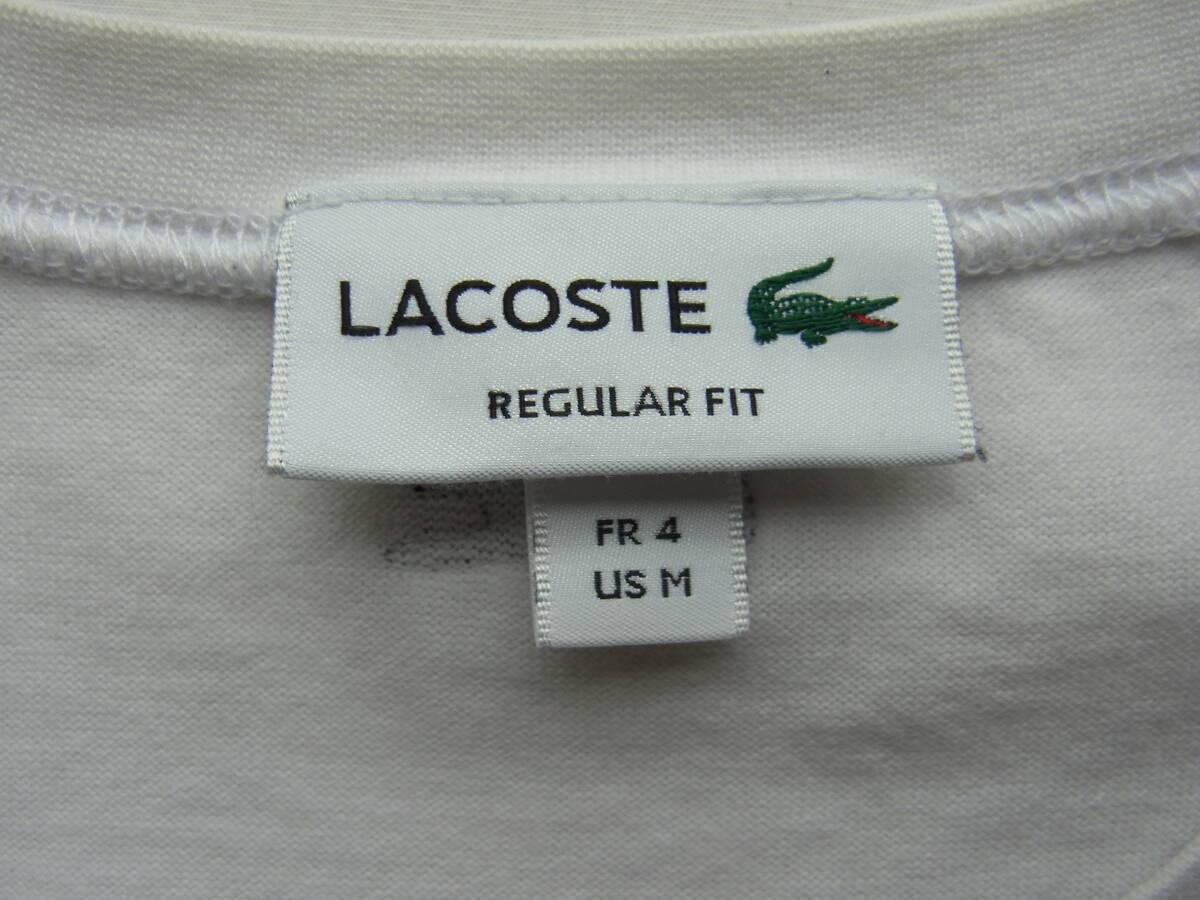 LACOSTE
REGULAR FIT
FR 4
US M